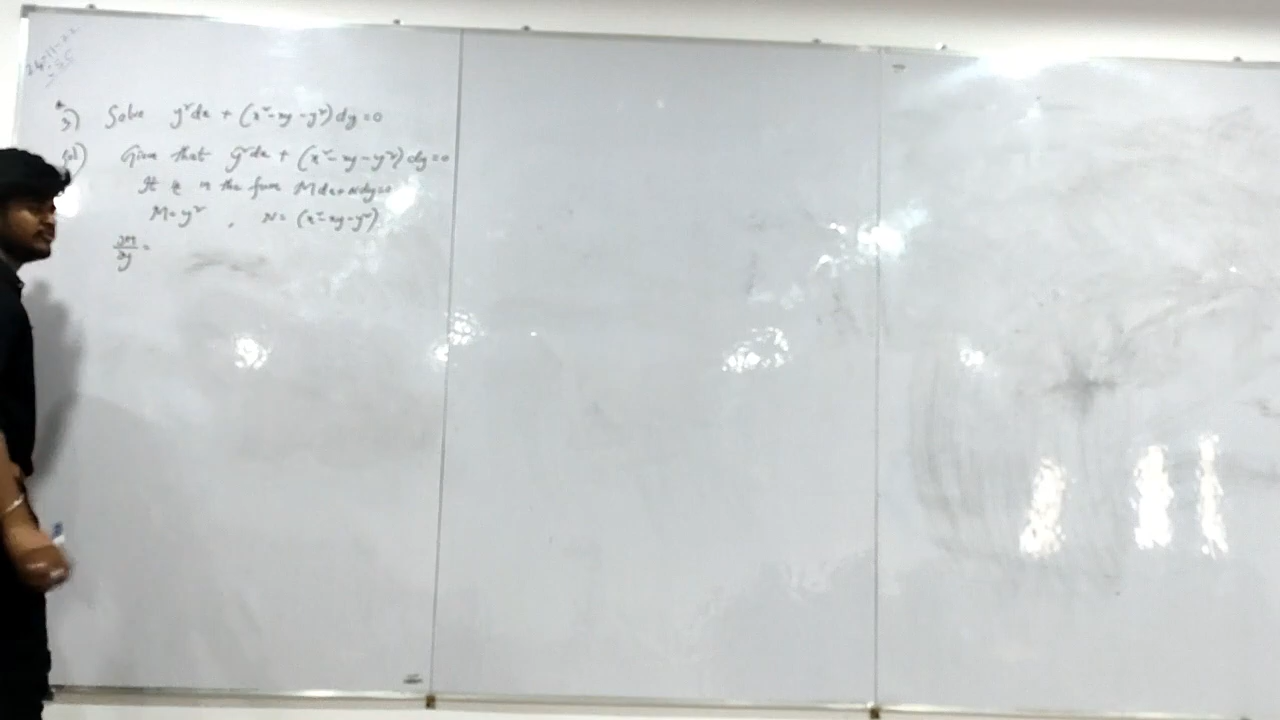 3) Solve y²dx + (x²-xy-y²)dy=0
Sol) Given that y²dx + (x²-xy-y²)dy=0
It is in the form Mdx+Ndy=0
M=y² , N= (x²-xy-y²)
∂M/∂y =